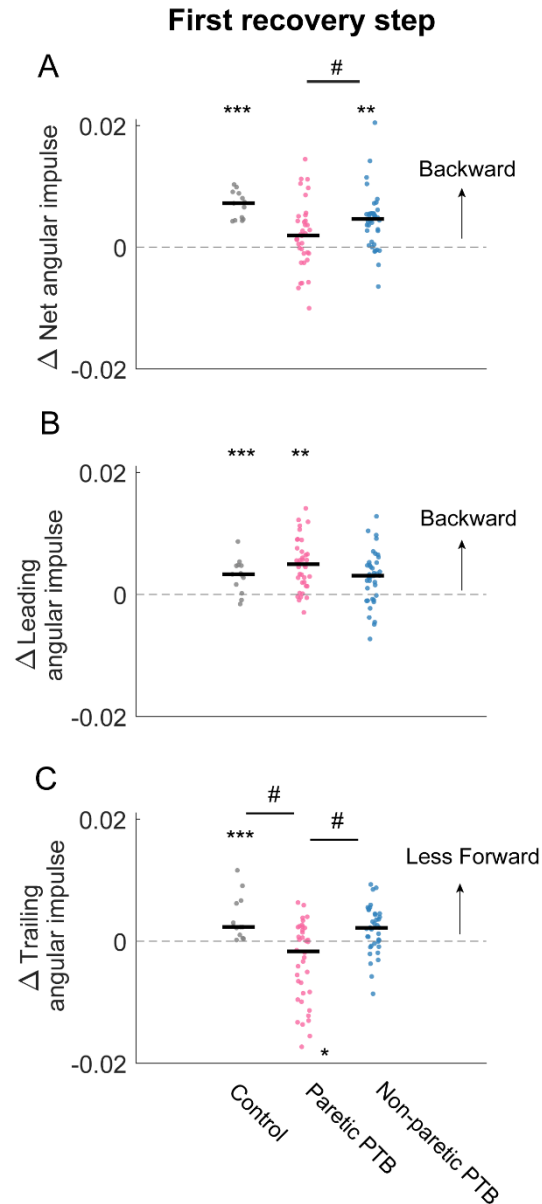 First recovery step
A
#
***
**
0.02
0
-0.02
Δ Net angular impulse
Backward
B
***
**
0.02
0
-0.02
Δ Leading
angular impulse
Backward
C
#
#
***
0.02
0
-0.02
Δ Trailing
angular impulse
Less Forward
*
Control
Paretic PTB
Non-paretic PTB